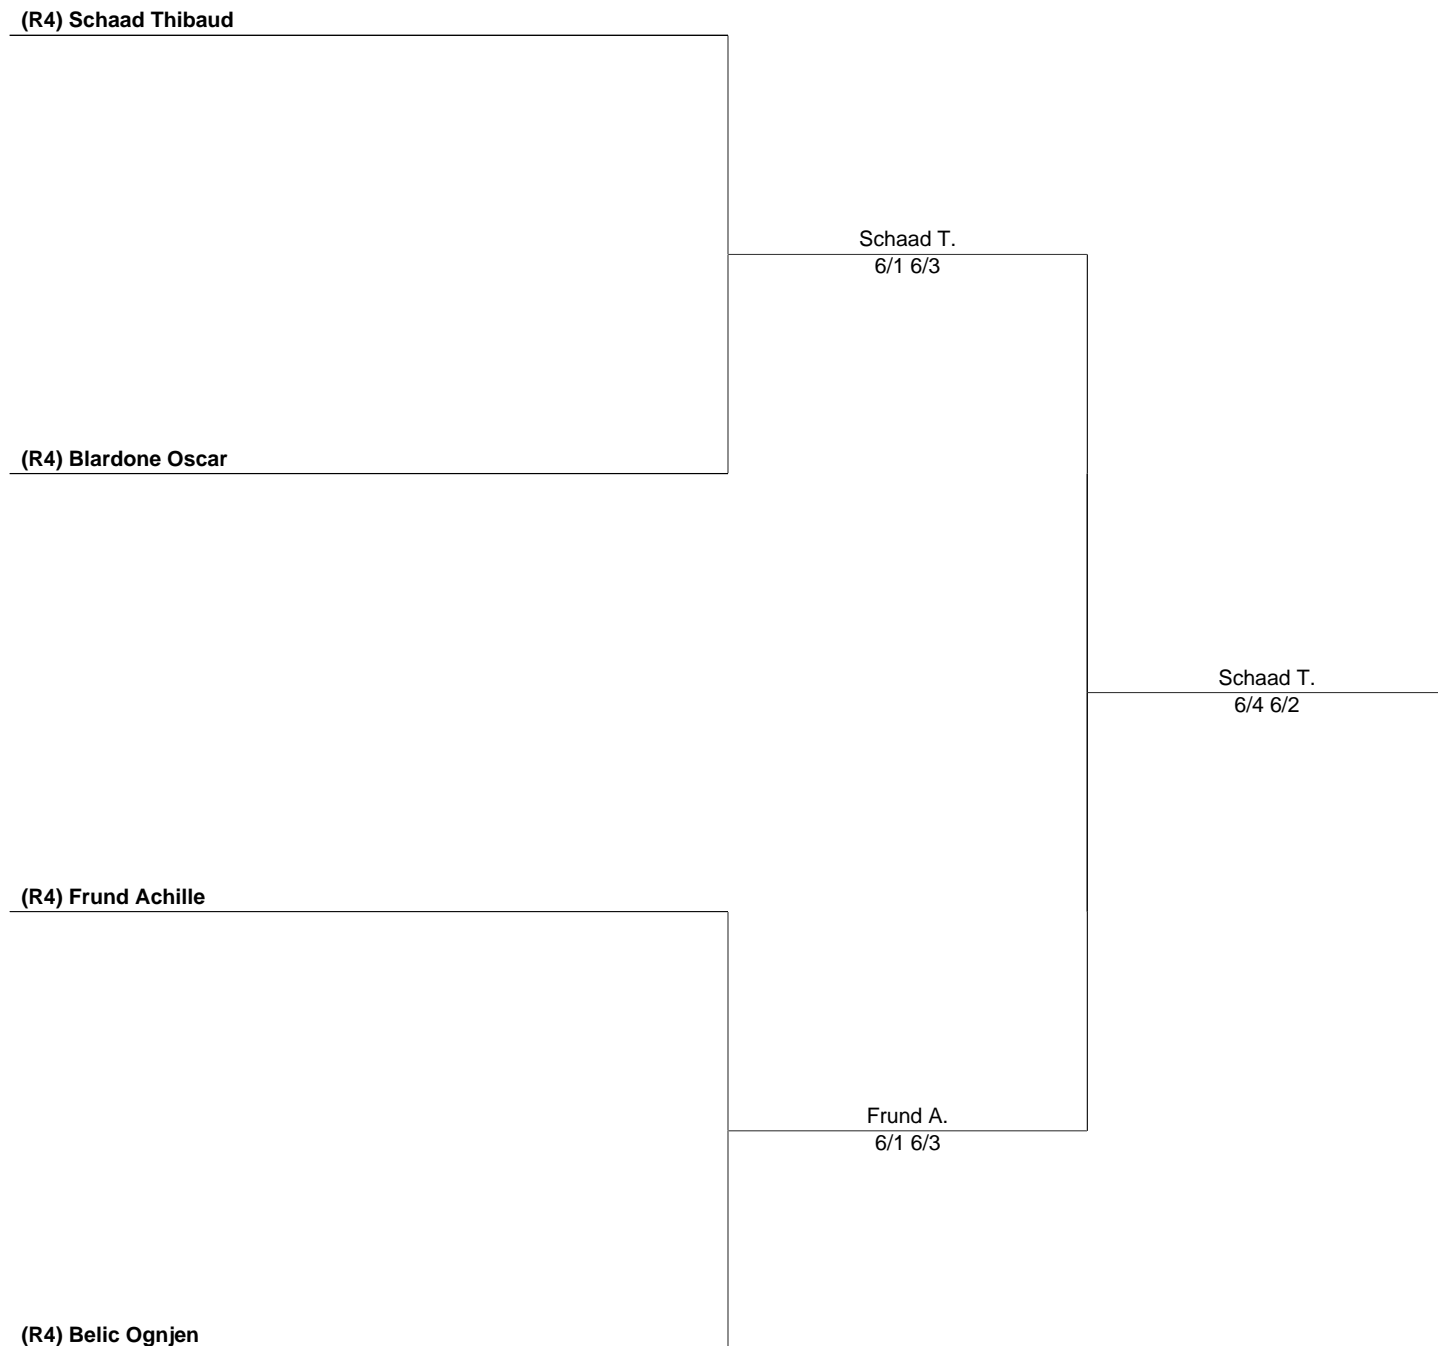 (R4) Schaad Thibaud
Schaad T.
6/1 6/3
(R4) Blardone Oscar
Schaad T.
6/4 6/2
(R4) Frund Achille
Frund A.
6/1 6/3
(R4) Belic Ognjen